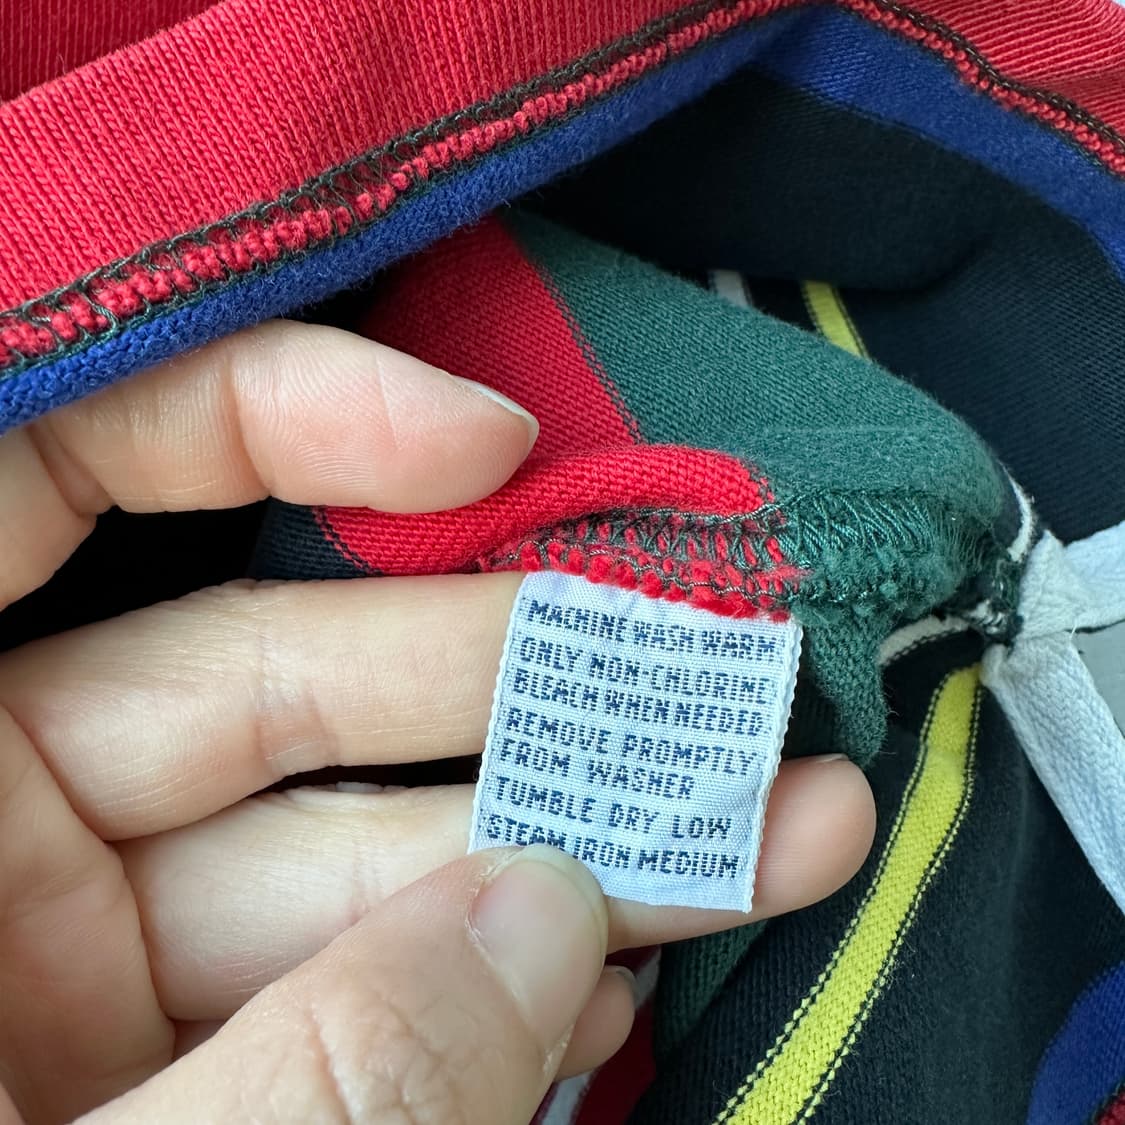 MACHINE WASH WARM
ONLY NON-CHLORINE
BLEACH WHEN NEEDED
REMOVE PROMPTLY
FROM WASHER
TUMBLE DRY LOW
STEAM IRON MEDIUM